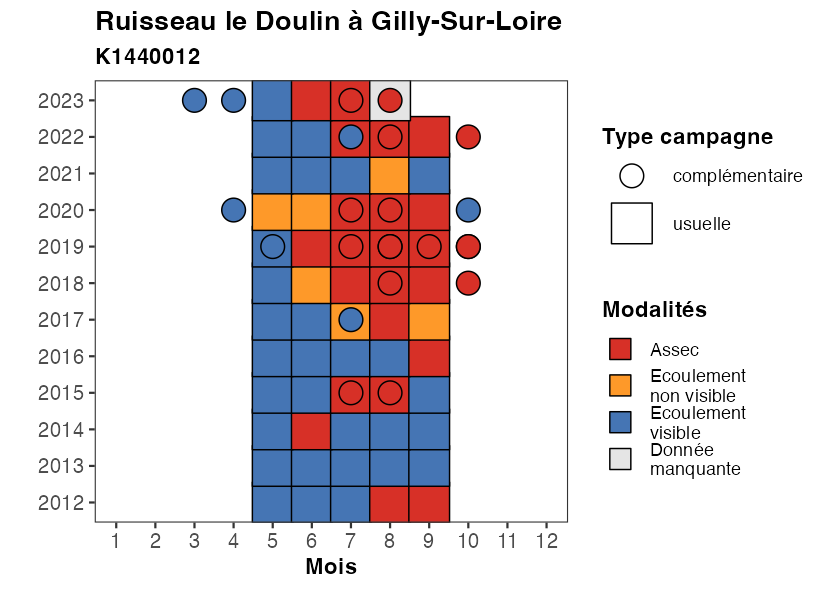 Ruisseau le Doulin à Gilly-Sur-Loire
K1440012
2023
2022
2021
2020
2019
2018
2017
2016
2015
2014
2013
2012
1 2 3 4 5 6 7 8 9 10 11 12
Mois
Type campagne
complémentaire
usuelle
Modalités
Assec
Ecoulement
non visible
Ecoulement
visible
Donnée
manquante